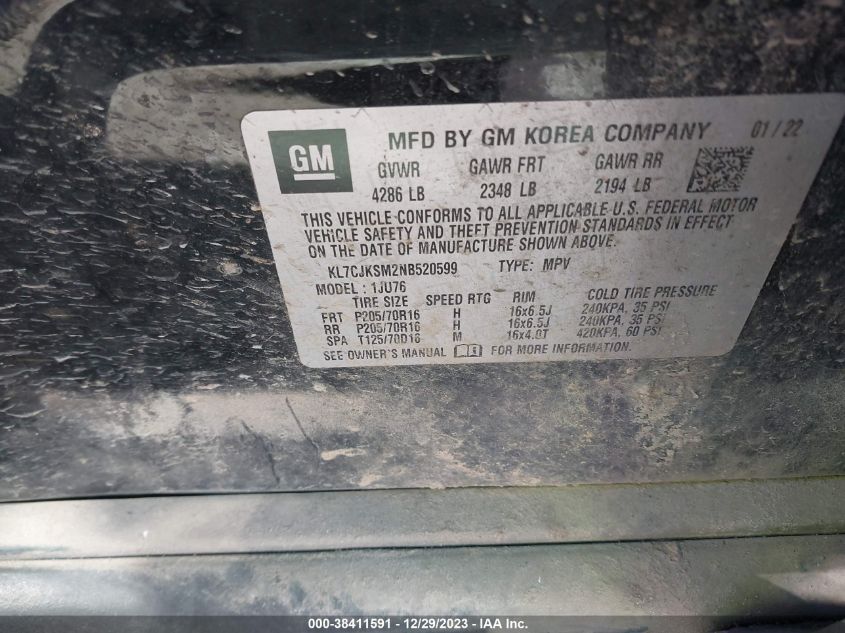 GM
MFD BY GM KOREA COMPANY 01/22
GVWR GAWR FRT GAWR RR
4286 LB 2348 LB 2194 LB
THIS VEHICLE CONFORMS TO ALL APPLICABLE U.S. FEDERAL MOTOR
VEHICLE SAFETY AND THEFT PREVENTION STANDARDS IN EFFECT
ON THE DATE OF MANUFACTURE SHOWN ABOVE.
KL7CJKSM2NB520599 TYPE: MPV
MODEL: 1JU76
TIRE SIZE SPEED RTG RIM COLD TIRE PRESSURE
FRT P205/70R16 H 16x6.5J 240KPA, 35 PSI
RR P205/70R16 H 16x6.5J 240KPA, 35 PSI
SPA T125/70D16 M 16x4.0T 420KPA, 60 PSI
SEE OWNER'S MANUAL FOR MORE INFORMATION.
000-38411591 - 12/29/2023 - IAA Inc.